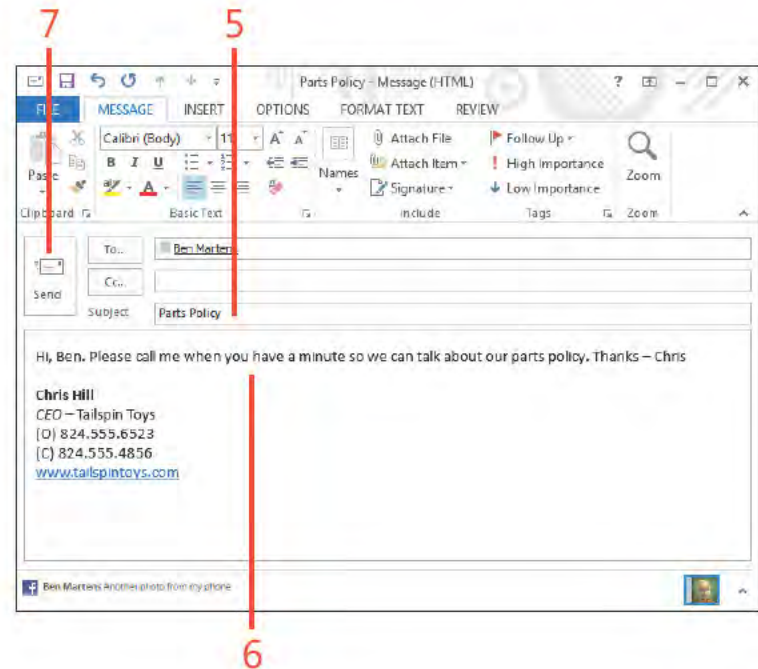 7 5
Parts Policy - Message (HTML) ?
FILE MESSAGE INSERT OPTIONS FORMAT TEXT REVIEW
Calibri (Body) 11 A A Attach File Follow Up
Paste B I U Names Attach Item High Importance Zoom
A Signature Low Importance
Clipboard Basic Text Include Tags Zoom
To... Ben Martens
Send Cc...
Subject Parts Policy
Hi, Ben. Please call me when you have a minute so we can talk about our parts policy. Thanks – Chris
Chris Hill
CEO – Tailspin Toys
(O) 824.555.6523
(C) 824.555.4856
www.tailspintoys.com
f Ben Martens Another photo from my phone
6